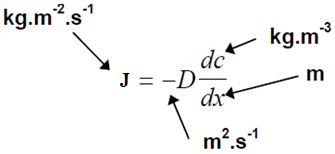 kg.m⁻².s⁻¹
kg.m⁻³
J = −D dc/dx
m
m².s⁻¹